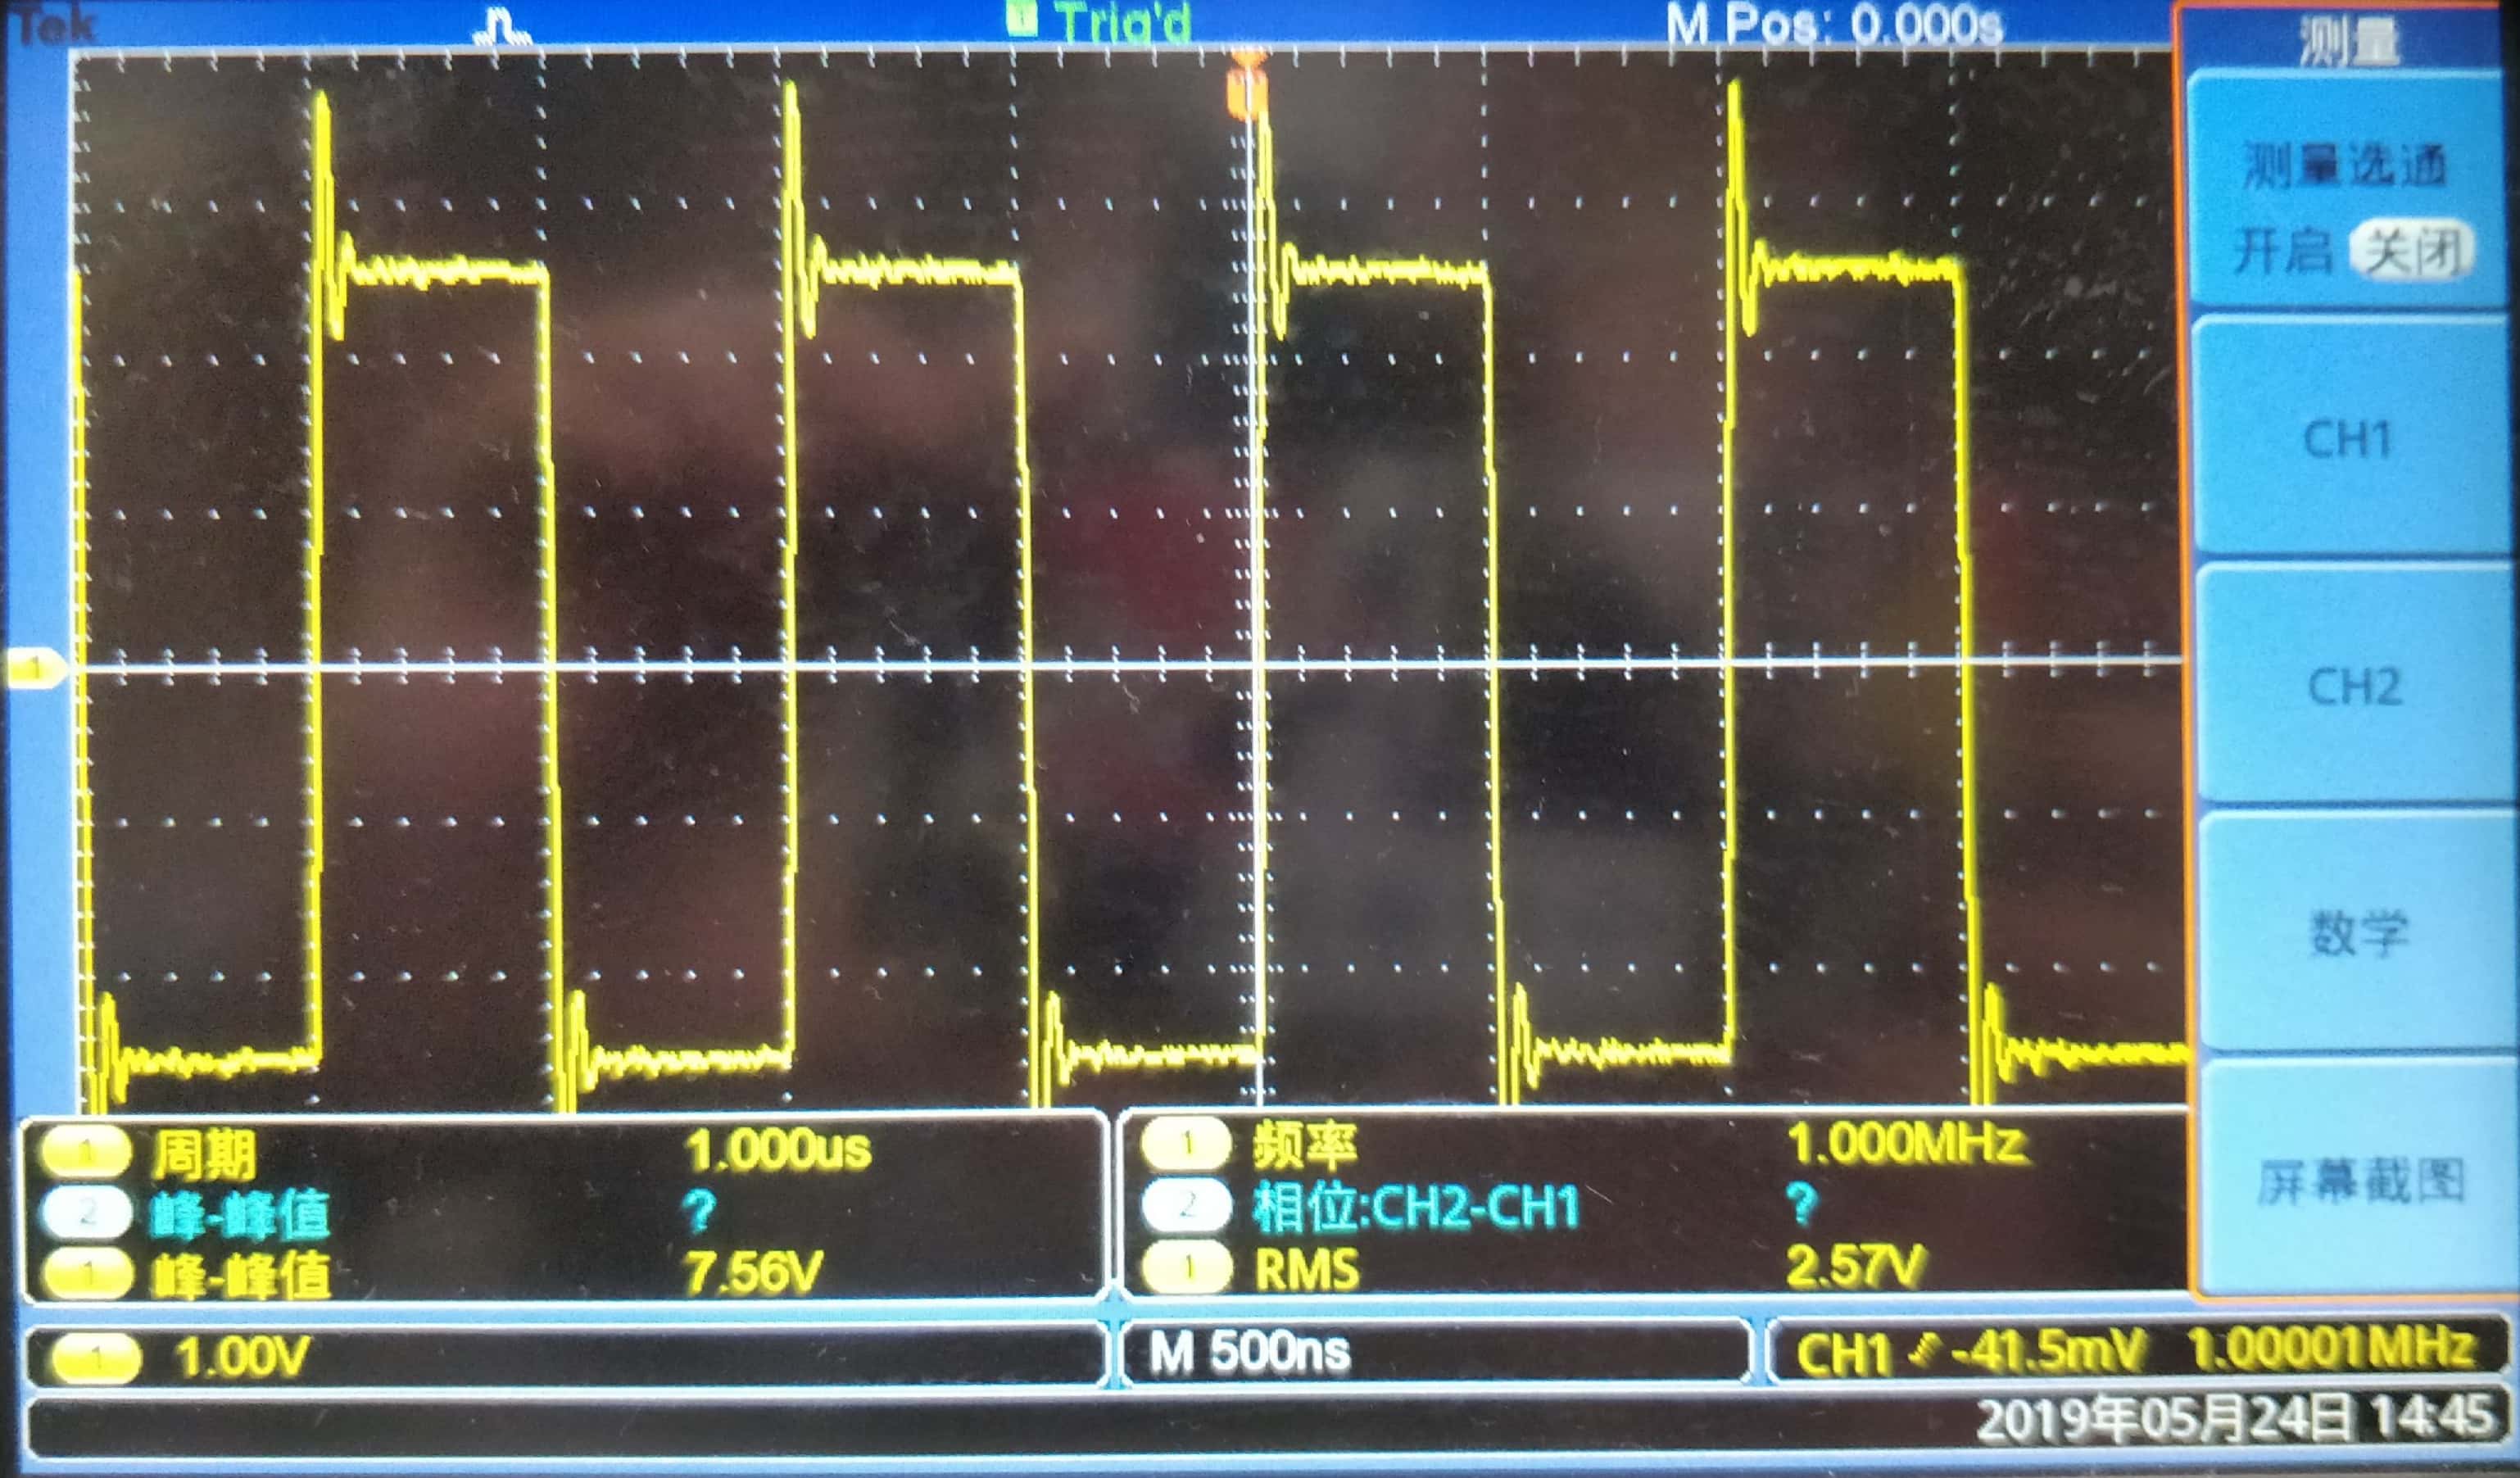 Tek
Trig'd
M Pos: 0.000s
测量
测量选通
开启 关闭
CH1
CH2
数学
屏幕截图
1
1 周期 1.000us
2 峰-峰值 ?
1 峰-峰值 7.56V
1 频率 1.000MHz
2 相位:CH2-CH1 ?
1 RMS 2.57V
1 1.00V
M 500ns
CH1 -41.5mV 1.00001MHz
2019年05月24日 14:45